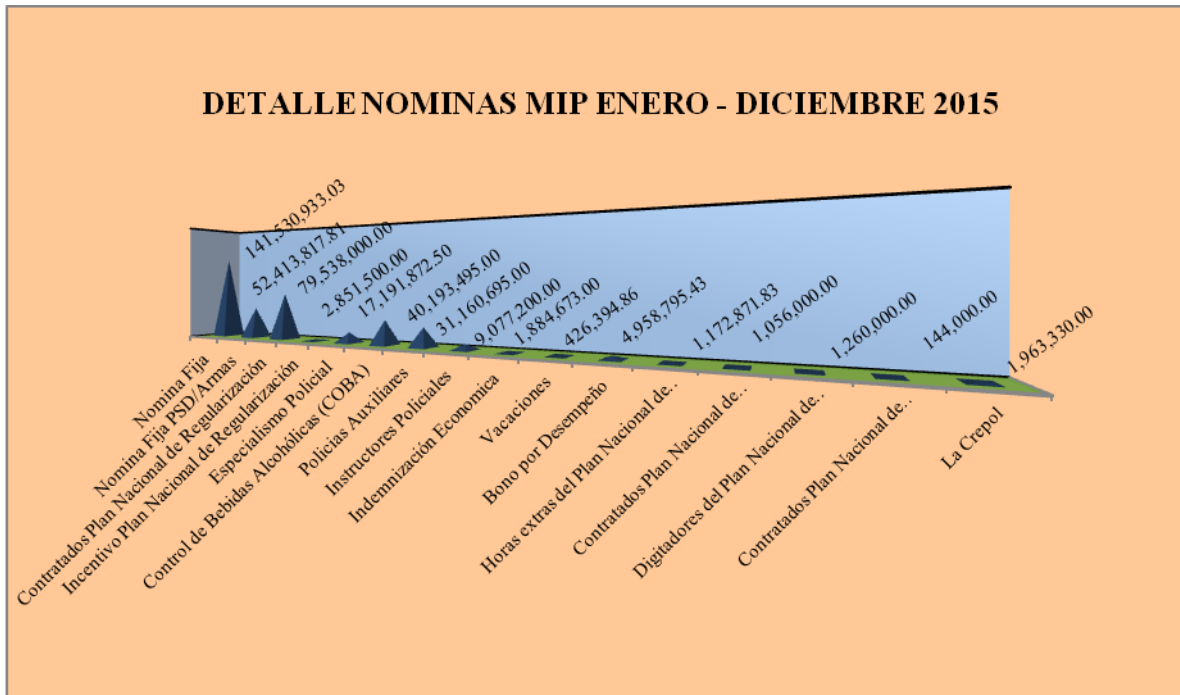 DETALLE NOMINAS MIP ENERO - DICIEMBRE 2015
141,530,933.03
52,413,817.81
79,538,000.00
2,851,500.00
17,191,872.50
40,193,495.00
31,160,695.00
9,077,200.00
1,884,673.00
426,394.86
4,958,795.43
1,172,871.83
1,056,000.00
1,260,000.00
144,000.00
1,963,330.00
Nomina Fija
Nomina Fija PSD/Armas
Contratados Plan Nacional de Regularización
Incentivo Plan Nacional de Regularización
Especialismo Policial
Control de Bebidas Alcohólicas (COBA)
Policias Auxiliares
Instructores Policiales
Indemnización Economica
Vacaciones
Bono por Desempeño
Horas extras del Plan Nacional de..
Contratados Plan Nacional de..
Digitadores del Plan Nacional de..
Contratados Plan Nacional de..
La Crepol